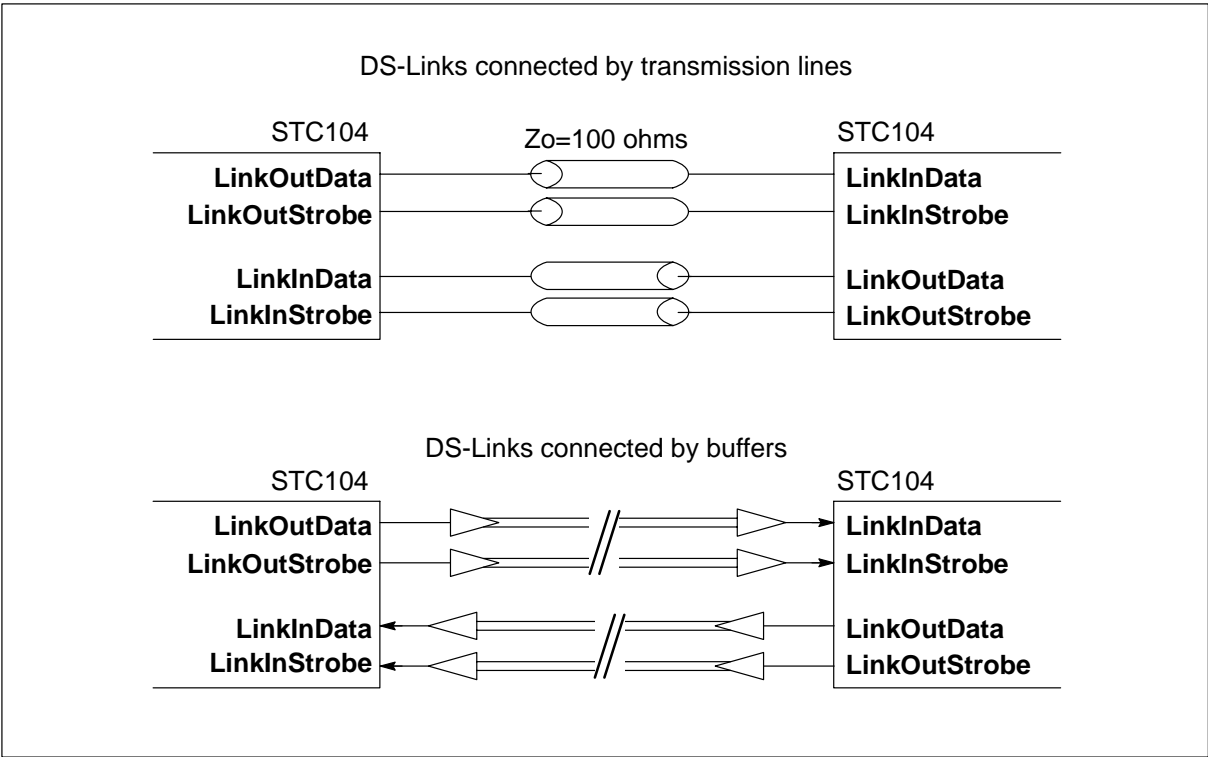 DS-Links connected by transmission lines
STC104 Zo=100 ohms STC104
LinkOutData LinkInData
LinkOutStrobe LinkInStrobe
LinkInData LinkOutData
LinkInStrobe LinkOutStrobe
DS-Links connected by buffers
STC104 STC104
LinkOutData LinkInData
LinkOutStrobe LinkInStrobe
LinkInData LinkOutData
LinkInStrobe LinkOutStrobe